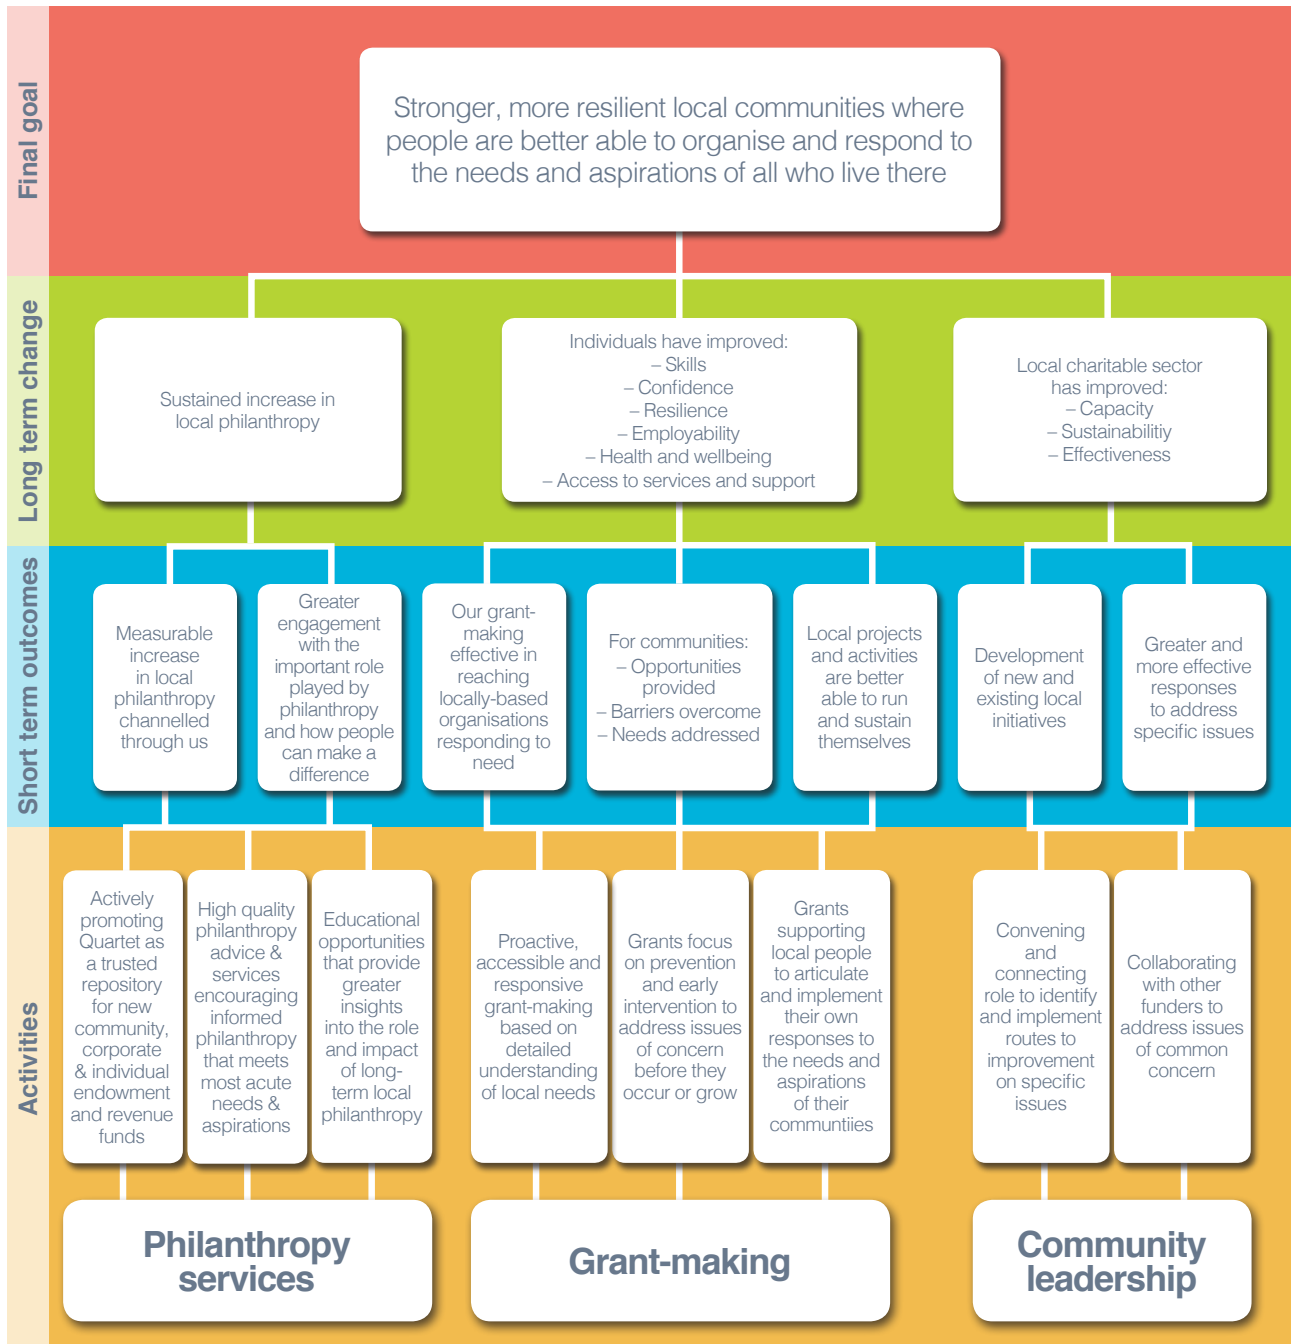 Final goal
Stronger, more resilient local communities where
people are better able to organise and respond to
the needs and aspirations of all who live there
Long term change
Sustained increase in
local philanthropy
Individuals have improved:
– Skills
– Confidence
– Resilience
– Employability
– Health and wellbeing
– Access to services and support
Local charitable sector
has improved:
– Capacity
– Sustainabilitiy
– Effectiveness
Short term outcomes
Measurable
increase
in local
philanthropy
channelled
through us
Greater
engagement
with the
important role
played by
philanthropy
and how people
can make a
difference
Our grant-
making
effective in
reaching
locally-based
organisations
responding to
need
For communities:
– Opportunities
provided
– Barriers overcome
– Needs addressed
Local projects
and activities
are better
able to run
and sustain
themselves
Development
of new and
existing local
initiatives
Greater and
more effective
responses
to address
specific issues
Activities
Actively
promoting
Quartet as
a trusted
repository
for new
community,
corporate
& individual
endowment
and revenue
funds
High quality
philanthropy
advice &
services
encouraging
informed
philanthropy
that meets
most acute
needs &
aspirations
Educational
opportunities
that provide
greater
insights
into the role
and impact
of long-
term local
philanthropy
Proactive,
accessible and
responsive
grant-making
based on
detailed
understanding
of local needs
Grants focus
on prevention
and early
intervention to
address issues
of concern
before they
occur or grow
Grants
supporting
local people
to articulate
and implement
their own
responses to
the needs and
aspirations
of their
communtiies
Convening
and
connecting
role to identify
and implement
routes to
improvement
on specific
issues
Collaborating
with other
funders to
address issues
of common
concern
Philanthropy
services
Grant-making
Community
leadership